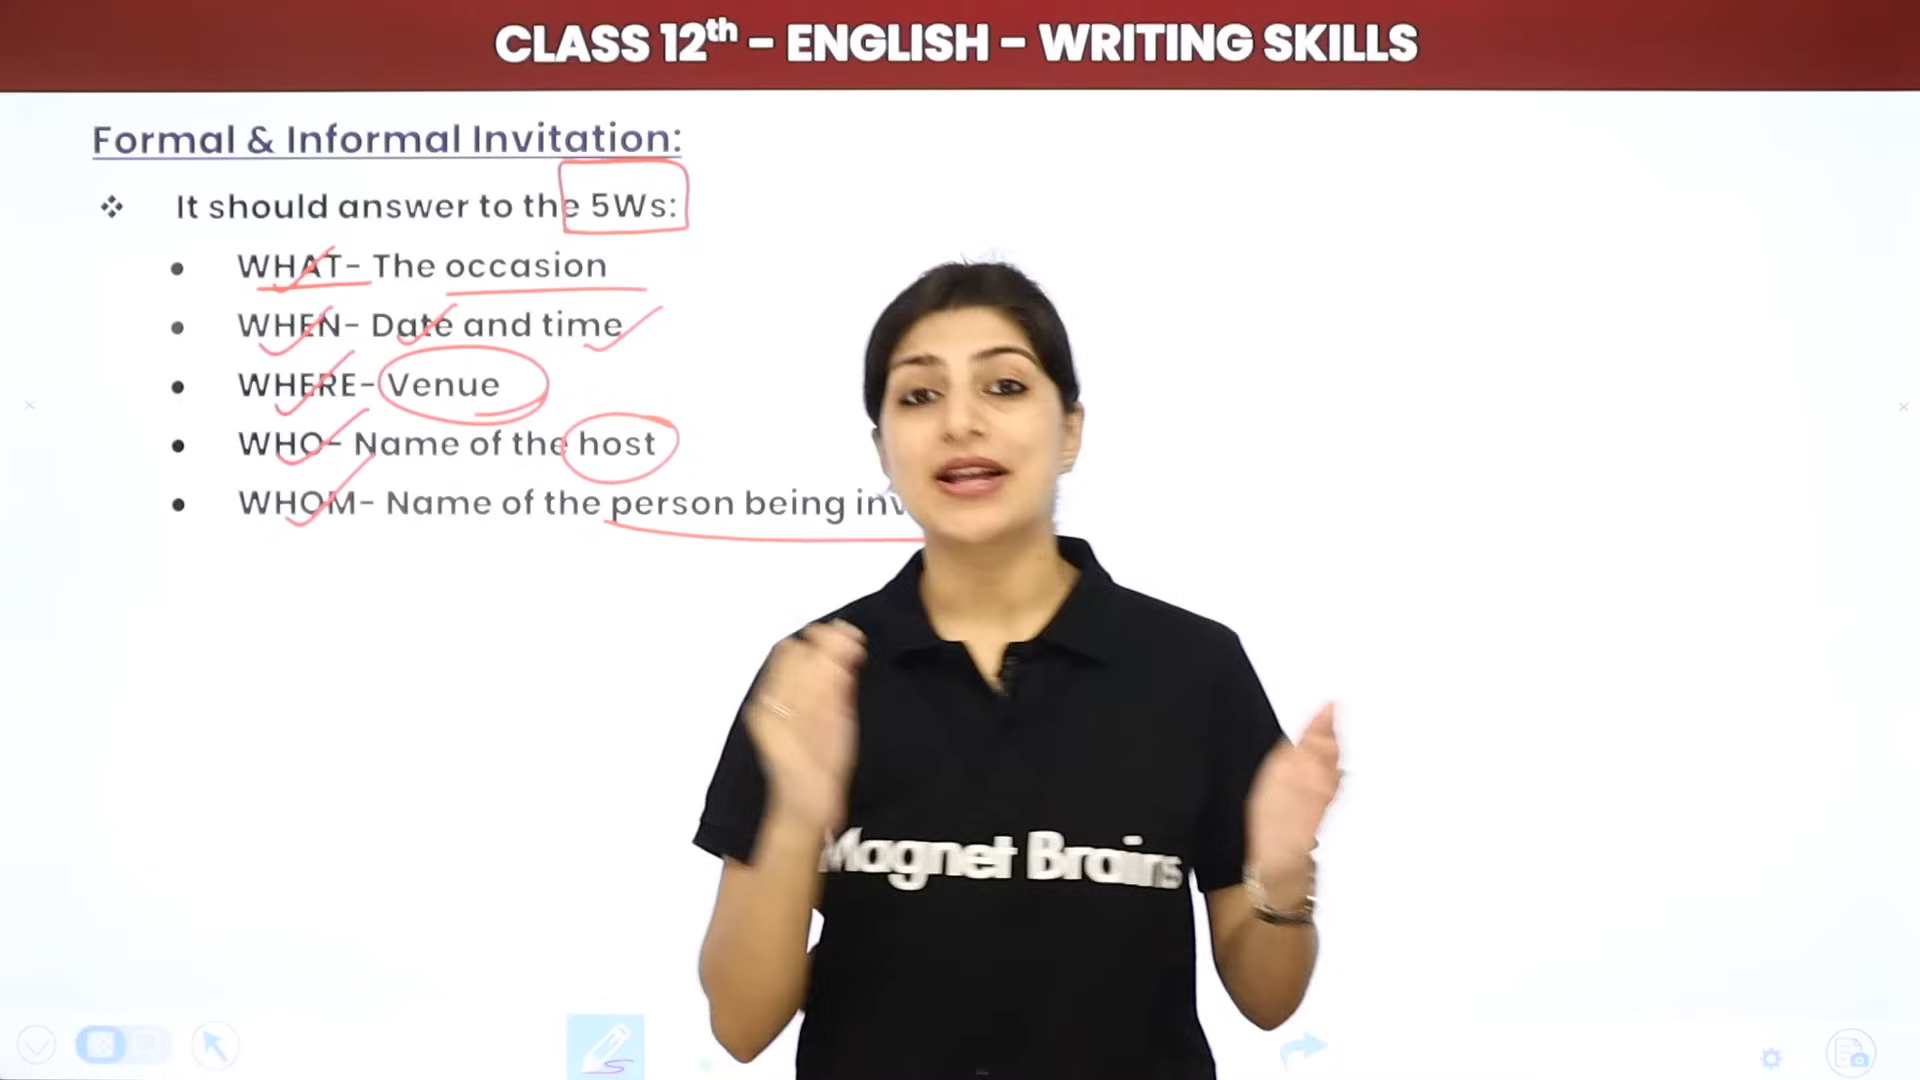 CLASS 12th - ENGLISH - WRITING SKILLS
Formal & Informal Invitation:
❖ It should answer to the 5Ws:
• WHAT- The occasion
• WHEN- Date and time
• WHERE- Venue
• WHO- Name of the host
• WHOM- Name of the person being
Magnet Brains